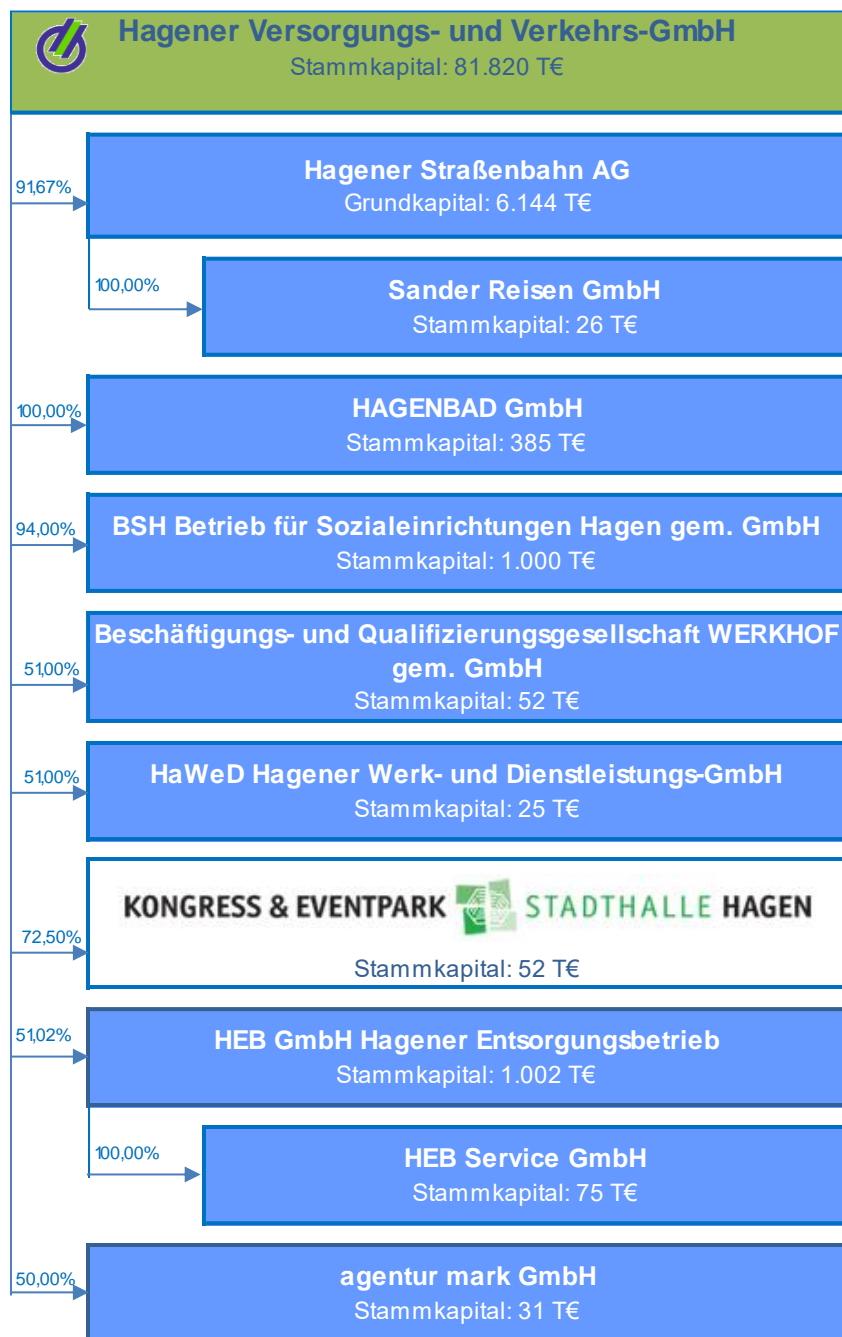 Hagener Versorgungs- und Verkehrs-GmbH
Stammkapital: 81.820 T€
91,67%
Hagener Straßenbahn AG
Grundkapital: 6.144 T€
100,00%
Sander Reisen GmbH
Stammkapital: 26 T€
100,00%
HAGENBAD GmbH
Stammkapital: 385 T€
94,00%
BSH Betrieb für Sozialeinrichtungen Hagen gem. GmbH
Stammkapital: 1.000 T€
51,00%
Beschäftigungs- und Qualifizierungsgesellschaft WERKHOF
gem. GmbH
Stammkapital: 52 T€
51,00%
HaWeD Hagener Werk- und Dienstleistungs-GmbH
Stammkapital: 25 T€
72,50%
KONGRESS & EVENTPARK STADTHALLE HAGEN
Stammkapital: 52 T€
51,02%
HEB GmbH Hagener Entsorgungsbetrieb
Stammkapital: 1.002 T€
100,00%
HEB Service GmbH
Stammkapital: 75 T€
50,00%
agentur mark GmbH
Stammkapital: 31 T€